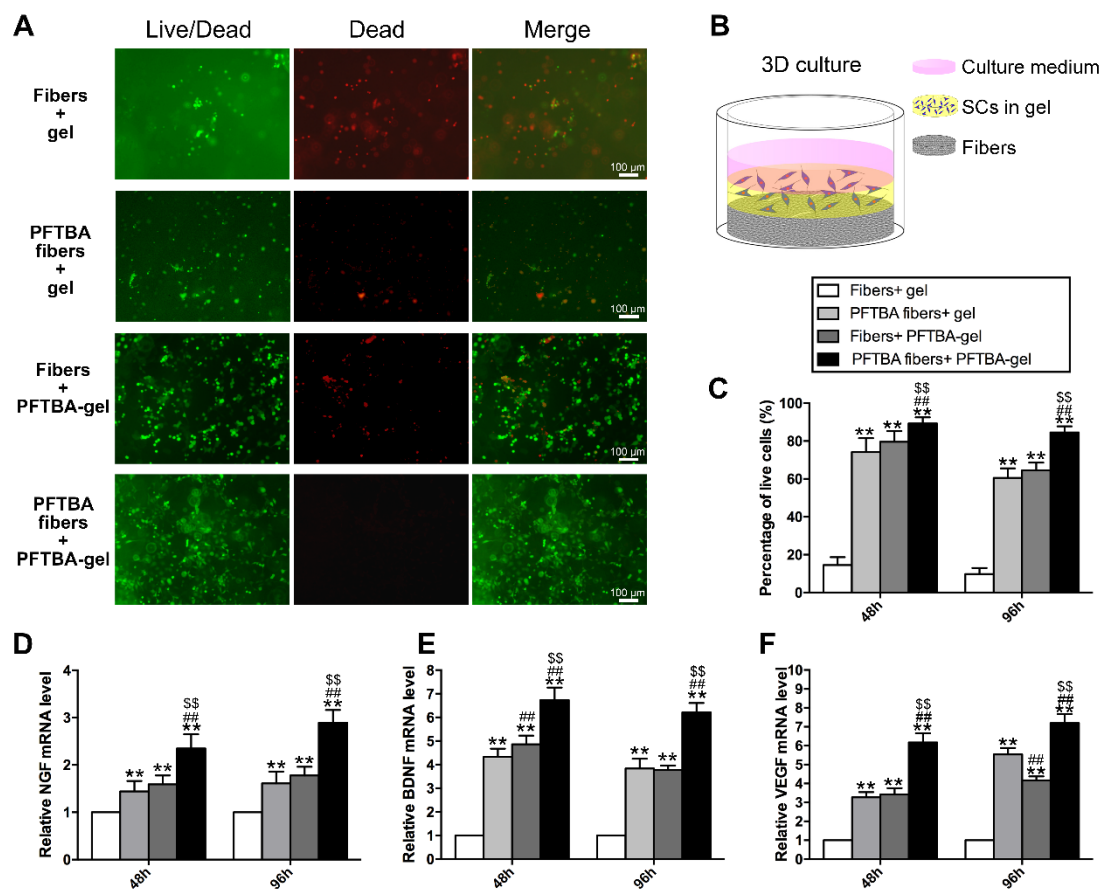 A
Live/Dead
Dead
Merge
Fibers
+
gel
100 µm
PFTBA
fibers
+
gel
100 µm
Fibers
+
PFTBA-gel
100 µm
PFTBA
fibers
+
PFTBA-gel
100 µm
B
3D culture
Culture medium
SCs in gel
Fibers
Fibers+ gel
PFTBA fibers+ gel
Fibers+ PFTBA-gel
PFTBA fibers+ PFTBA-gel
C
Percentage of live cells (%)
100
80
60
40
20
0
** ** $$ ## **
** ** $$ ## **
48h
96h
D
Relative NGF mRNA level
4
3
2
1
0
** ** $$ ## **
** ** $$ ## **
48h
96h
E
Relative BDNF mRNA level
8
7
6
5
4
3
2
1
0
** ## ** $$ ## **
** ** $$ ## **
48h
96h
F
Relative VEGF mRNA level
10
9
8
7
6
5
4
3
2
1
0
** ** $$ ## **
** ## ** $$ ## **
48h
96h